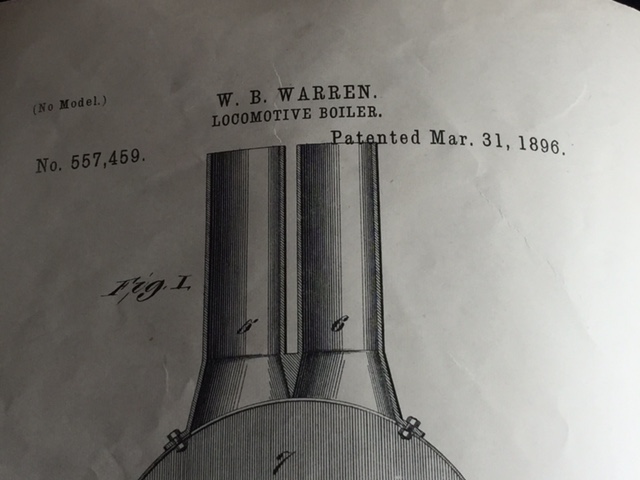 (No Model.)
W. B. WARREN.
LOCOMOTIVE BOILER.
No. 557,459.
Patented Mar. 31, 1896.
Fig. I.
6 6
7